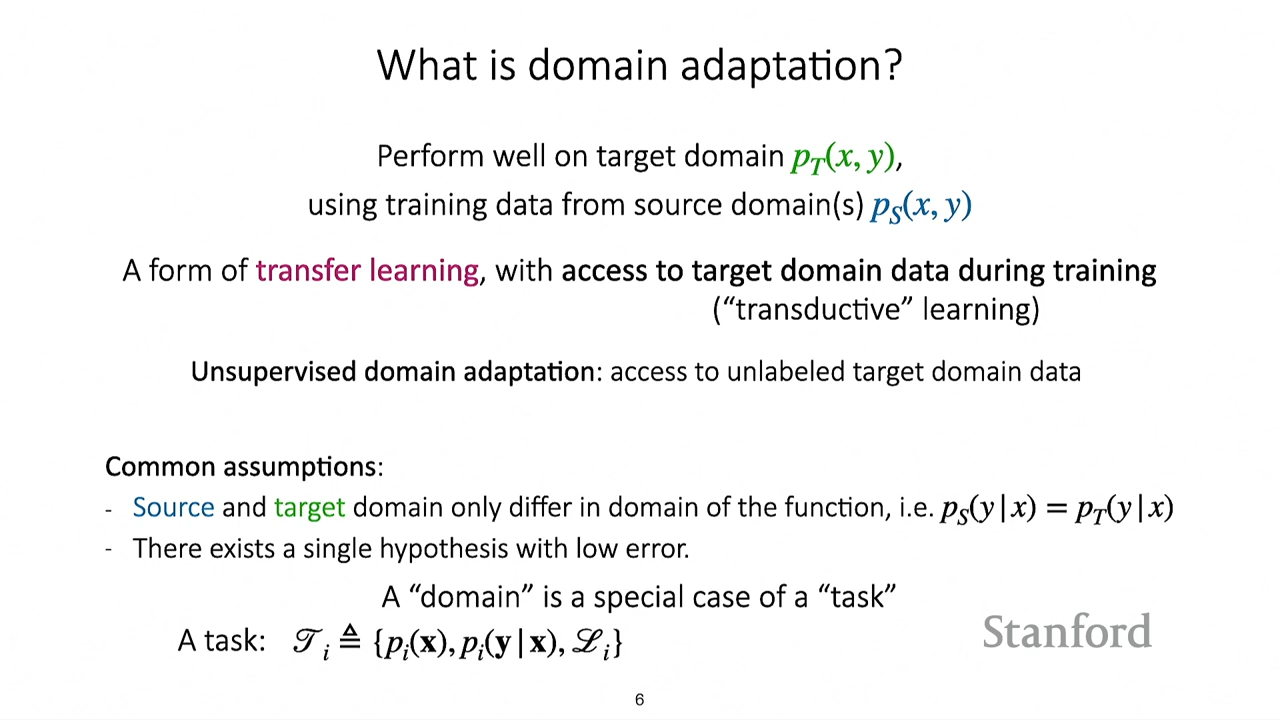 What is domain adaptation?
Perform well on target domain p_T(x, y),
using training data from source domain(s) p_S(x, y)
A form of transfer learning, with access to target domain data during training
(“transductive” learning)
Unsupervised domain adaptation: access to unlabeled target domain data
Common assumptions:
- Source and target domain only differ in domain of the function, i.e. p_S(y|x) = p_T(y|x)
- There exists a single hypothesis with low error.
A “domain” is a special case of a “task”
A task: 𝒯_i ≜ {p_i(x), p_i(y|x), ℒ_i}
Stanford
6